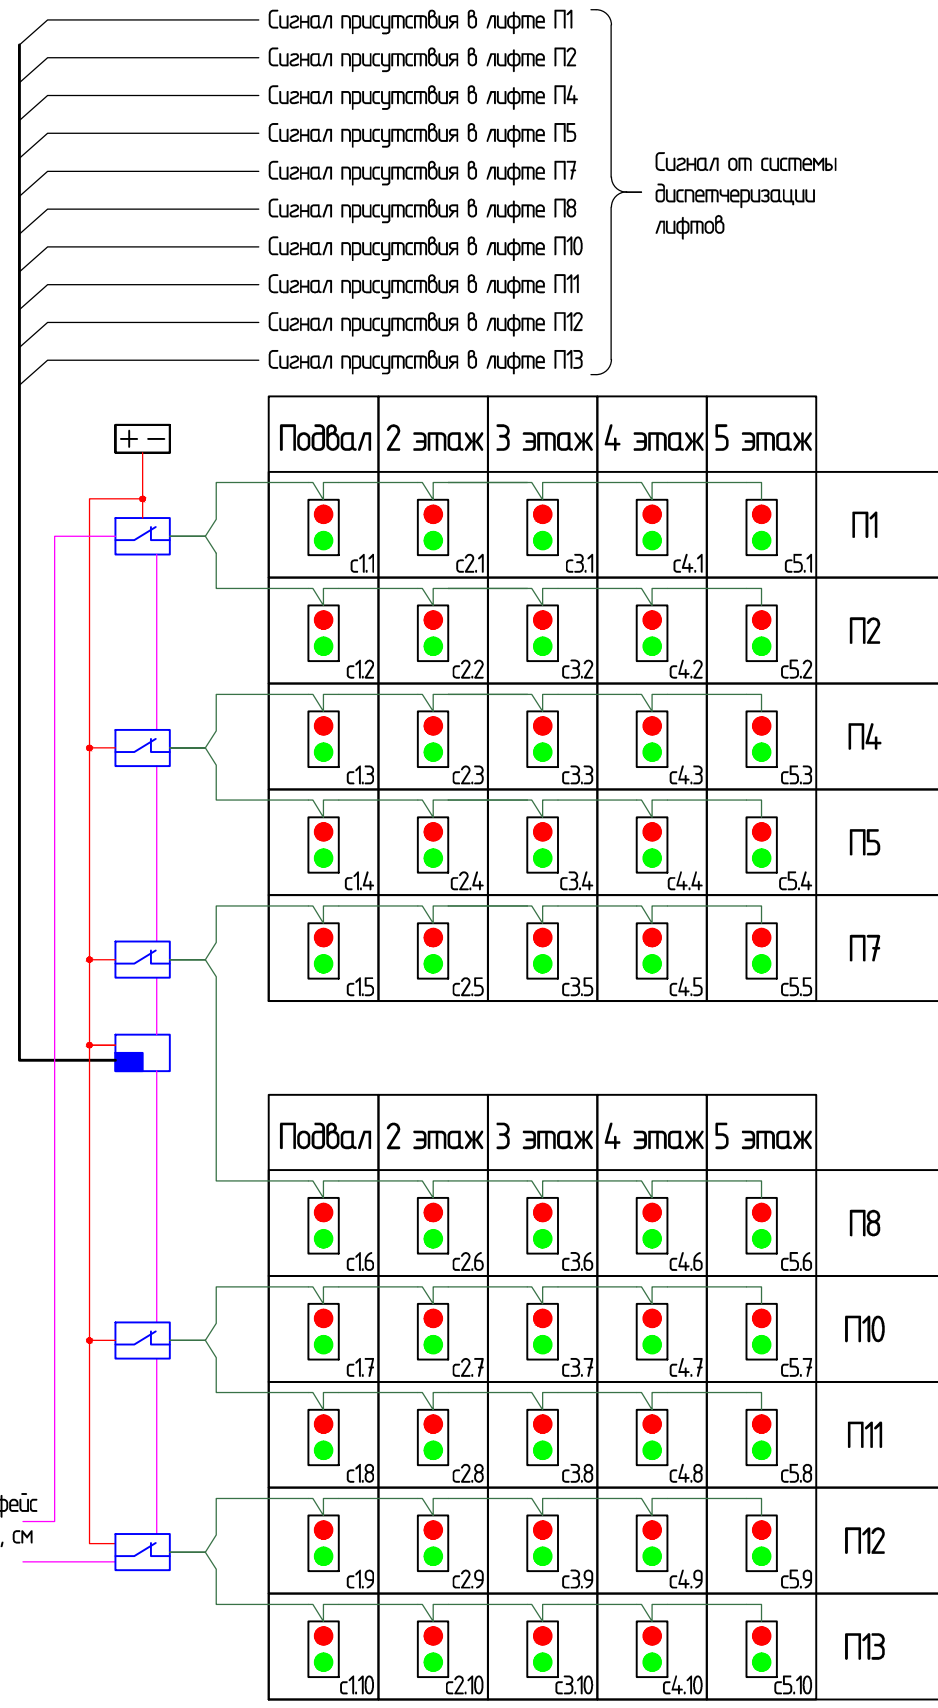 Сигнал присутствия в лифте П1
Сигнал присутствия в лифте П2
Сигнал присутствия в лифте П4
Сигнал присутствия в лифте П5
Сигнал присутствия в лифте П7
Сигнал присутствия в лифте П8
Сигнал присутствия в лифте П10
Сигнал присутствия в лифте П11
Сигнал присутствия в лифте П12
Сигнал присутствия в лифте П13
Сигнал от системы
диспетчеризации
лифтов
+ −
Подвал 2 этаж 3 этаж 4 этаж 5 этаж
П1
с1.1 с2.1 с3.1 с4.1 с5.1
П2
с1.2 с2.2 с3.2 с4.2 с5.2
П4
с1.3 с2.3 с3.3 с4.3 с5.3
П5
с1.4 с2.4 с3.4 с4.4 с5.4
П7
с1.5 с2.5 с3.5 с4.5 с5.5
Подвал 2 этаж 3 этаж 4 этаж 5 этаж
П8
с1.6 с2.6 с3.6 с4.6 с5.6
П10
с1.7 с2.7 с3.7 с4.7 с5.7
П11
с1.8 с2.8 с3.8 с4.8 с5.8
фейс
, см
П12
с1.9 с2.9 с3.9 с4.9 с5.9
П13
с1.10 с2.10 с3.10 с4.10 с5.10